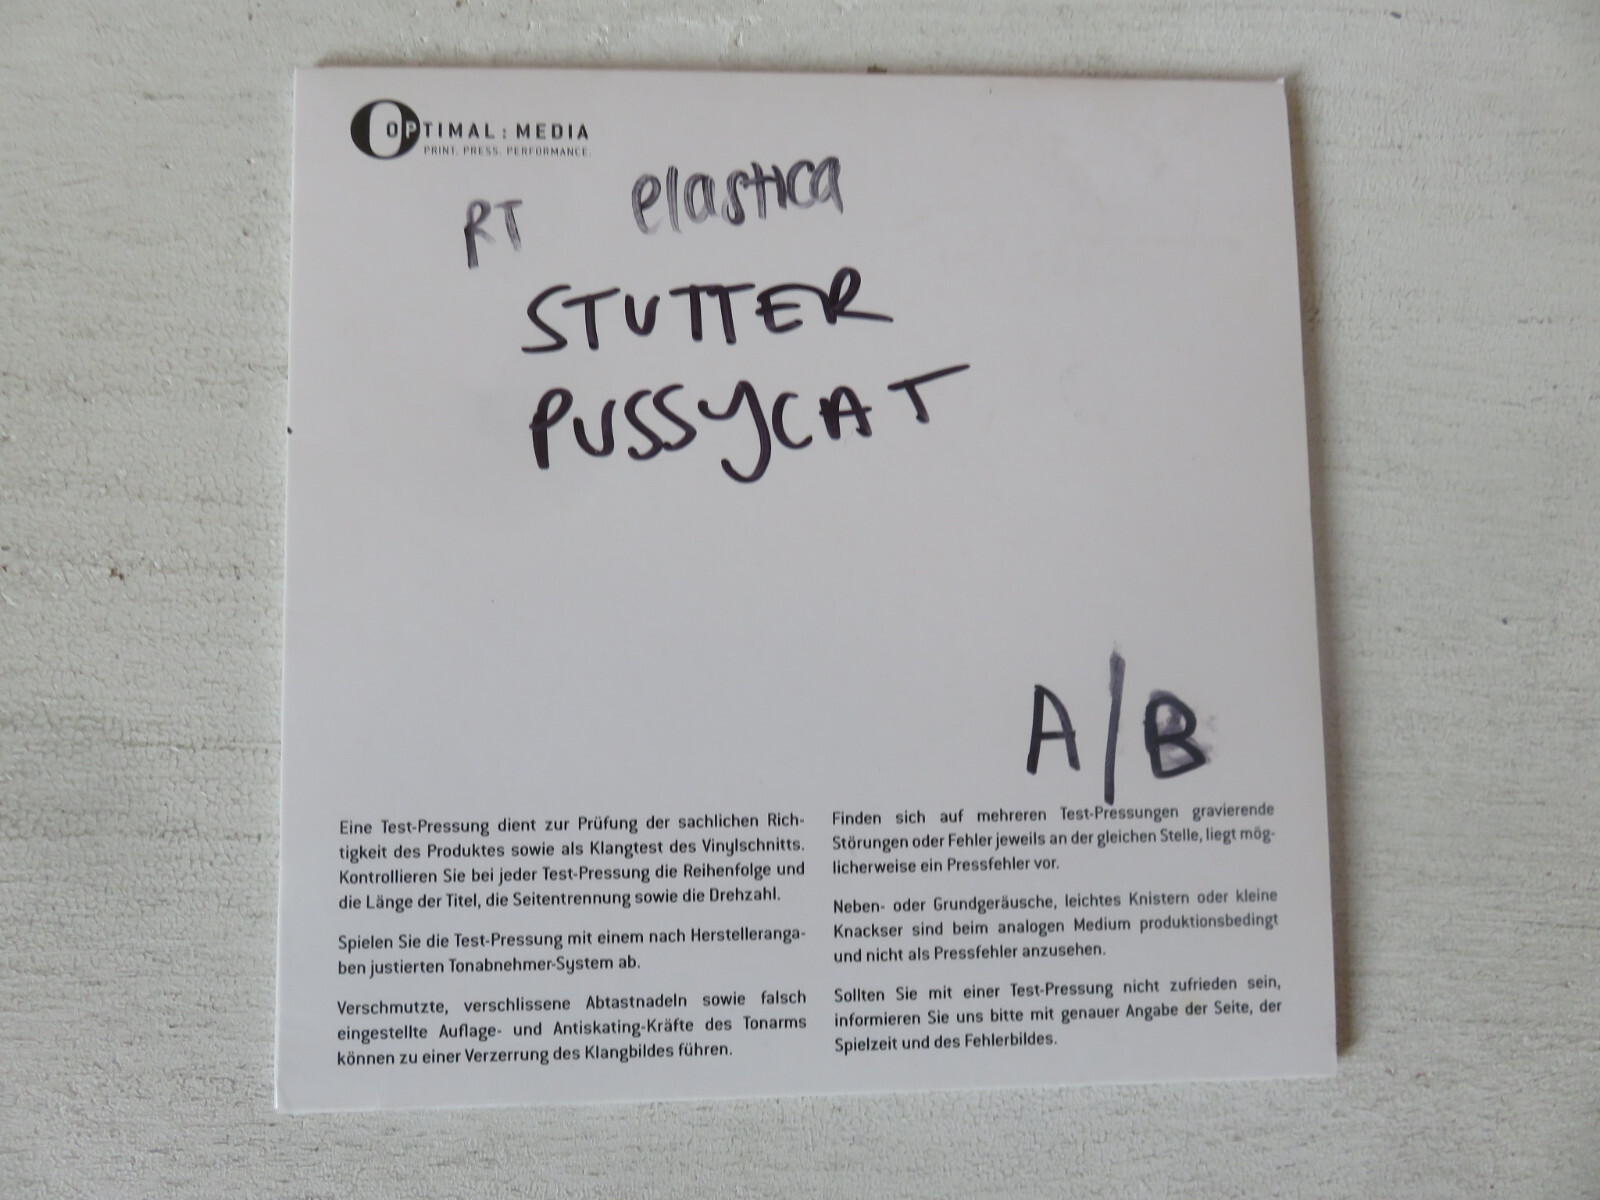 OPTIMAL : MEDIA
PRINT. PRESS. PERFORMANCE.
RT elastica
STUTTER
PUSSYCAT
A/B
Eine Test-Pressung dient zur Prüfung der sachlichen Rich-
tigkeit des Produktes sowie als Klangtest des Vinylschnitts.
Kontrollieren Sie bei jeder Test-Pressung die Reihenfolge und
die Länge der Titel, die Seitentrennung sowie die Drehzahl.
Spielen Sie die Test-Pressung mit einem nach Herstelleranga-
ben justierten Tonabnehmer-System ab.
Verschmutzte, verschlissene Abtastnadeln sowie falsch
eingestellte Auflage- und Antiskating-Kräfte des Tonarms
können zu einer Verzerrung des Klangbildes führen.
Finden sich auf mehreren Test-Pressungen gravierende
Störungen oder Fehler jeweils an der gleichen Stelle, liegt mög-
licherweise ein Pressfehler vor.
Neben- oder Grundgeräusche, leichtes Knistern oder kleine
Knackser sind beim analogen Medium produktionsbedingt
und nicht als Pressfehler anzusehen.
Sollten Sie mit einer Test-Pressung nicht zufrieden sein,
informieren Sie uns bitte mit genauer Angabe der Seite, der
Spielzeit und des Fehlerbildes.